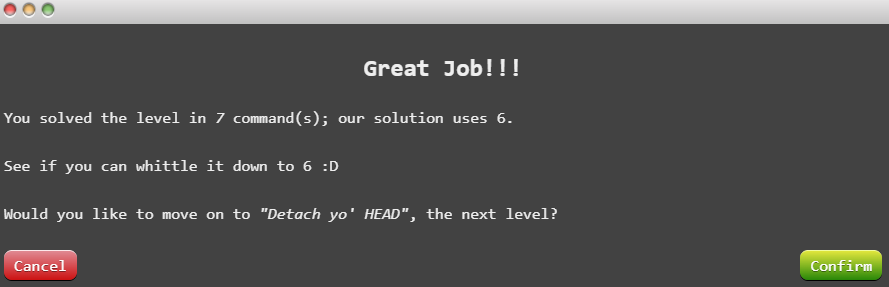 Great Job!!!
You solved the level in 7 command(s); our solution uses 6.
See if you can whittle it down to 6 :D
Would you like to move on to "Detach yo' HEAD", the next level?
Cancel
Confirm